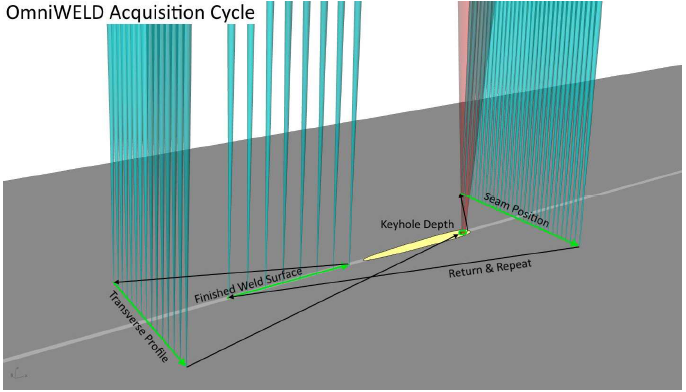 OmniWELD Acquisition Cycle
Seam Position
Keyhole Depth
Return & Repeat
Finished Weld Surface
Transverse Profile